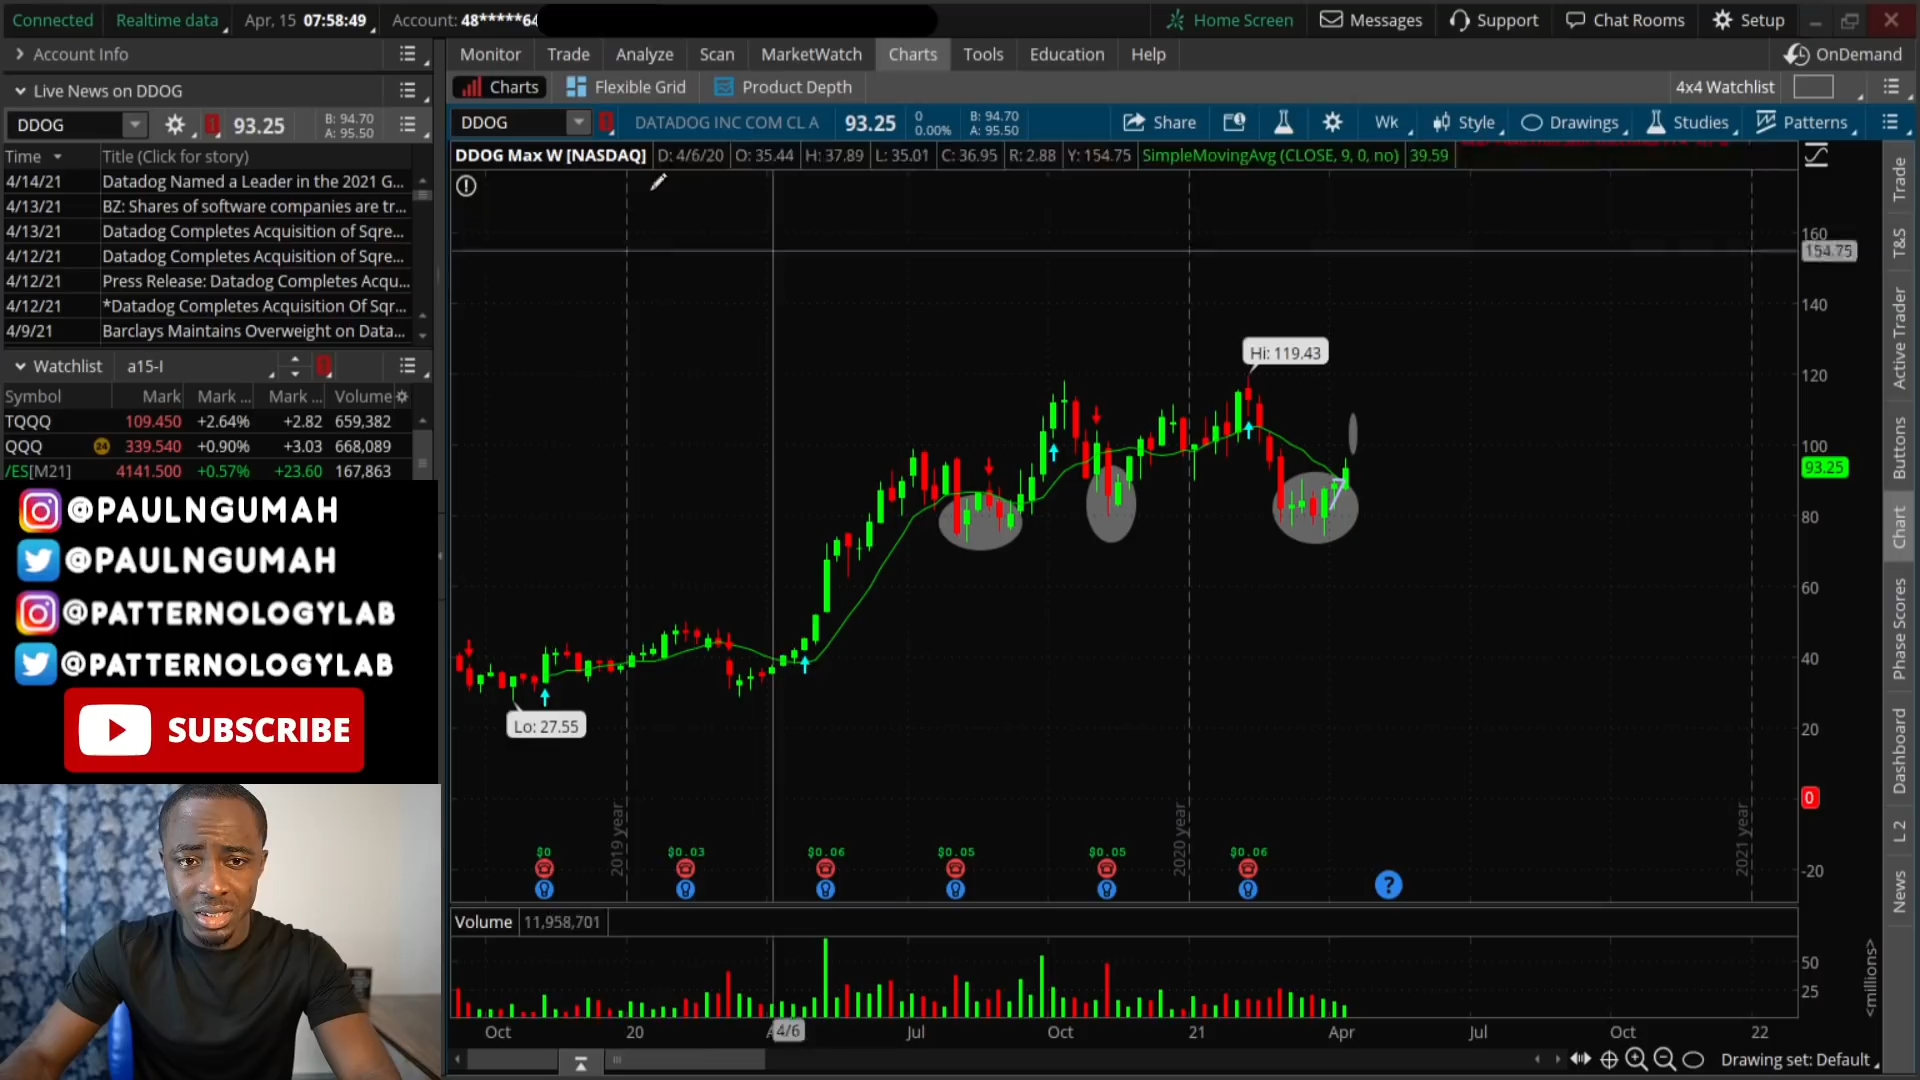 Connected Realtime data Apr, 15 07:58:49 Account: 48*****64 Home Screen Messages Support Chat Rooms Setup
Account Info Monitor Trade Analyze Scan MarketWatch Charts Tools Education Help OnDemand
Live News on DDOG Charts Flexible Grid Product Depth 4x4 Watchlist
DDOG 93.25 B: 94.70 A: 95.50
DDOG DATADOG INC COM CL A 93.25 0 0.00% B: 94.70 A: 95.50 Share Wk Style Drawings Studies Patterns
DDOG Max W [NASDAQ] D: 4/6/20 O: 35.44 H: 37.89 L: 35.01 C: 36.95 R: 2.88 Y: 154.75 SimpleMovingAvg (CLOSE, 9, 0, no) 39.59
Time Title (Click for story)
4/14/21 Datadog Named a Leader in the 2021 G...
4/13/21 BZ: Shares of software companies are tr...
4/13/21 Datadog Completes Acquisition of Sqre...
4/12/21 Datadog Completes Acquisition of Sqre...
4/12/21 Press Release: Datadog Completes Acqu...
4/12/21 *Datadog Completes Acquisition Of Sqr...
4/9/21 Barclays Maintains Overweight on Data...
Watchlist a15-I
Symbol Mark Mark ... Mark ... Volume
TQQQ 109.450 +2.64% +2.82 659,382
QQQ 24 339.540 +0.90% +3.03 668,089
/ES[M21] 4141.500 +0.57% +23.60 167,863
@PAULNGUMAH
@PAULNGUMAH
@PATTERNOLOGYLAB
@PATTERNOLOGYLAB
SUBSCRIBE
160
154.75
140
Hi: 119.43
120
100
93.25
80
60
40
Lo: 27.55
20
0
-20
2019 year
2020 year
2021 year
$0 $0.03 $0.06 $0.05 $0.05 $0.06
?
Volume 11,958,701
50
25
<millions>
Oct 20 4/6 Jul Oct 21 Apr Jul Oct 22
Drawing set: Default
Trade
T&S
Active Trader
Buttons
Chart
Phase Scores
Dashboard
L 2
News